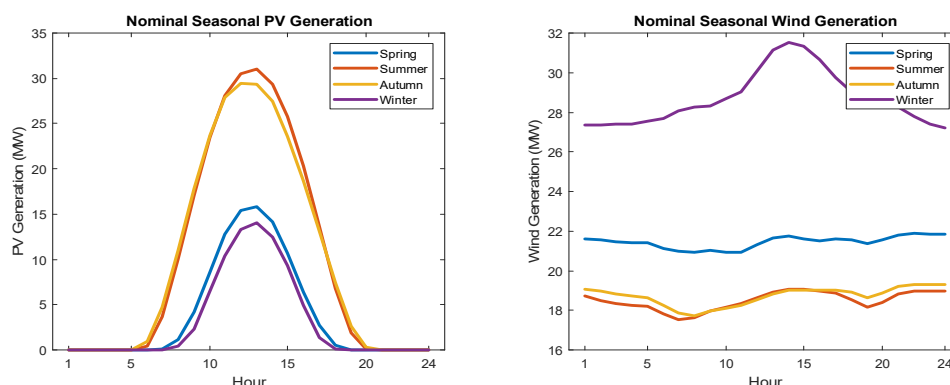 Nominal Seasonal PV Generation
35
30
25
20
15
10
5
0
PV Generation (MW)
1
5
10
15
20
24
Hour
Spring
Summer
Autumn
Winter
Nominal Seasonal Wind Generation
32
30
28
26
24
22
20
18
16
Wind Generation (MW)
1
5
10
15
20
24
Hour
Spring
Summer
Autumn
Winter